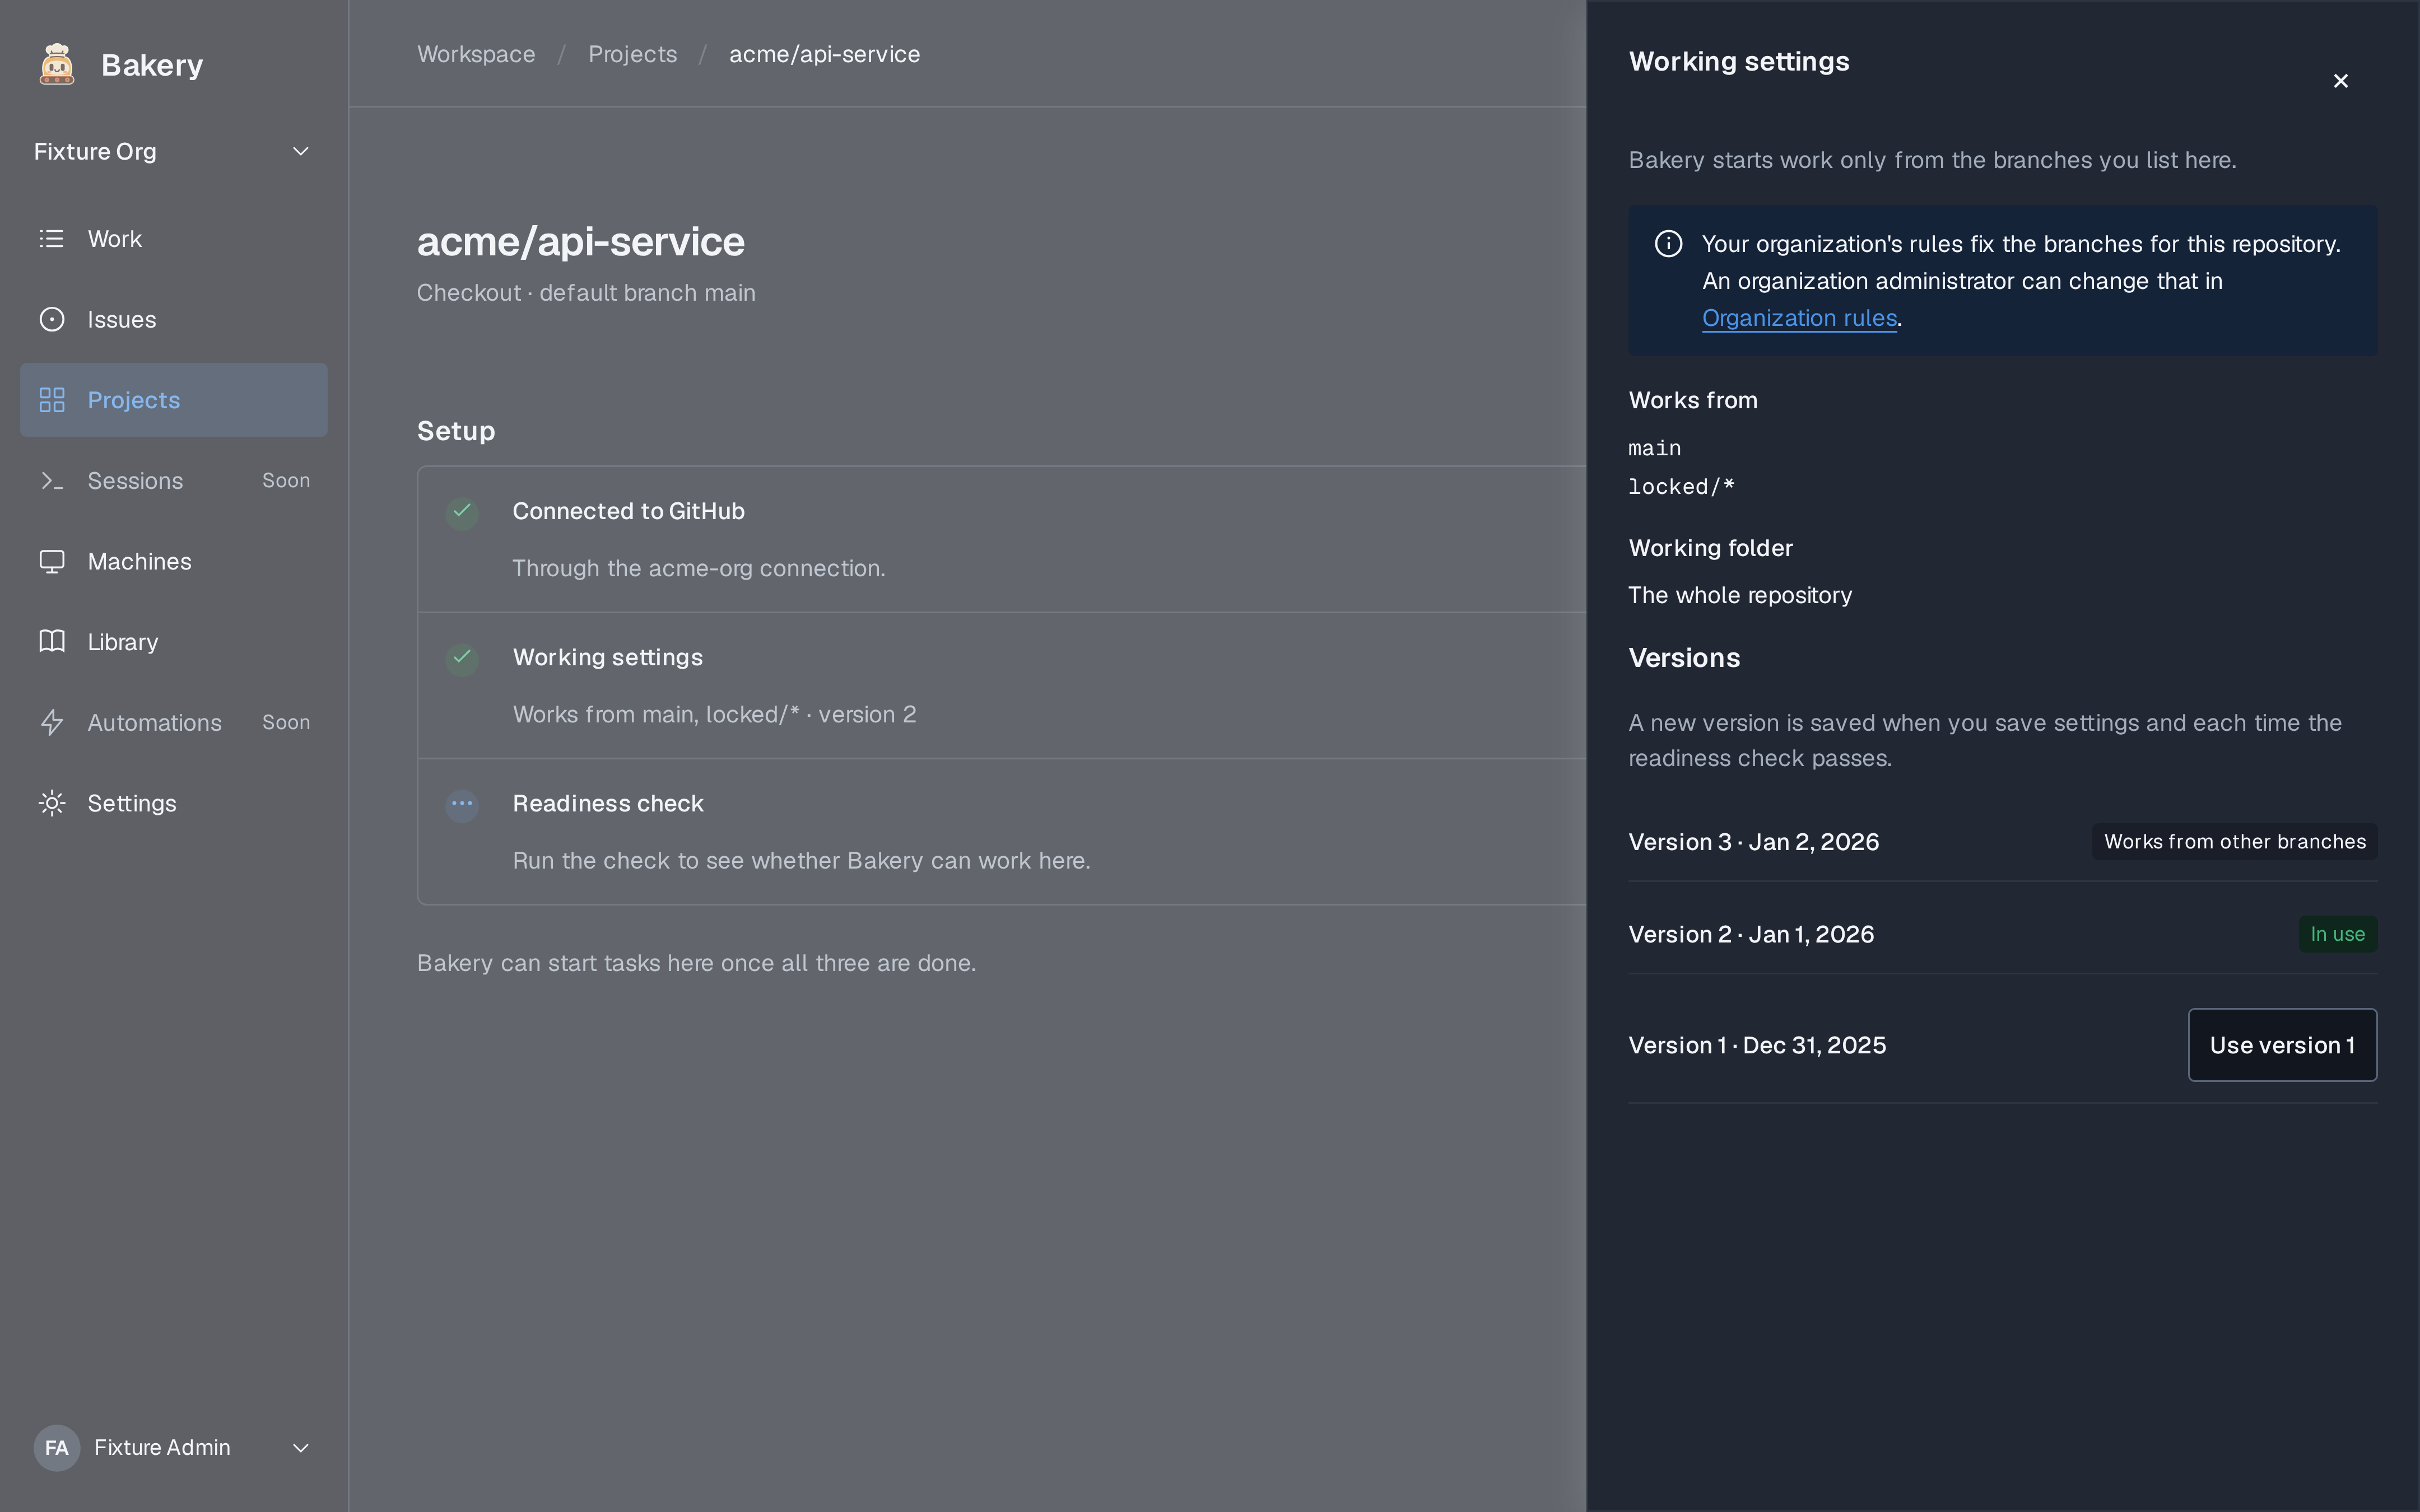 Bakery
Fixture Org
Work
Issues
Projects
Sessions Soon
Machines
Library
Automations Soon
Settings
FA Fixture Admin
Workspace / Projects / acme/api-service
acme/api-service
Checkout · default branch main
Setup
Connected to GitHub
Through the acme-org connection.
Working settings
Works from main, locked/* · version 2
Readiness check
Run the check to see whether Bakery can work here.
Bakery can start tasks here once all three are done.
Working settings
Bakery starts work only from the branches you list here.
Your organization's rules fix the branches for this repository.
An organization administrator can change that in
Organization rules.
Works from
main
locked/*
Working folder
The whole repository
Versions
A new version is saved when you save settings and each time the
readiness check passes.
Version 3 · Jan 2, 2026 Works from other branches
Version 2 · Jan 1, 2026 In use
Version 1 · Dec 31, 2025 Use version 1